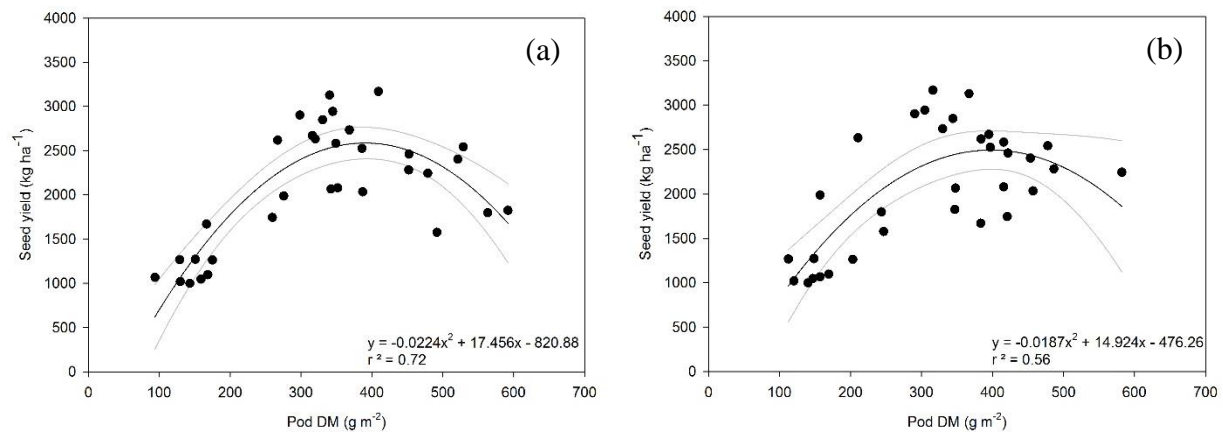 (a)
Seed yield (kg ha⁻¹)
4000
3500
3000
2500
2000
1500
1000
500
0
y = -0.0224x² + 17.456x - 820.88
r ² = 0.72
0 100 200 300 400 500 600 700
Pod DM (g m⁻²)
(b)
Seed yield (kg ha⁻¹)
4000
3500
3000
2500
2000
1500
1000
500
0
y = -0.0187x² + 14.924x - 476.26
r ² = 0.56
0 100 200 300 400 500 600 700
Pod DM (g m⁻²)